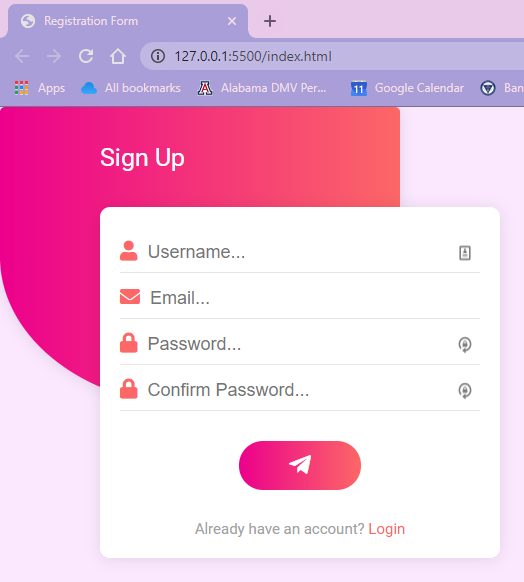 Registration Form
127.0.0.1:5500/index.html
Apps All bookmarks Alabama DMV Per... 11 Google Calendar Ban
Sign Up
Username...
Email...
Password...
Confirm Password...
Already have an account? Login